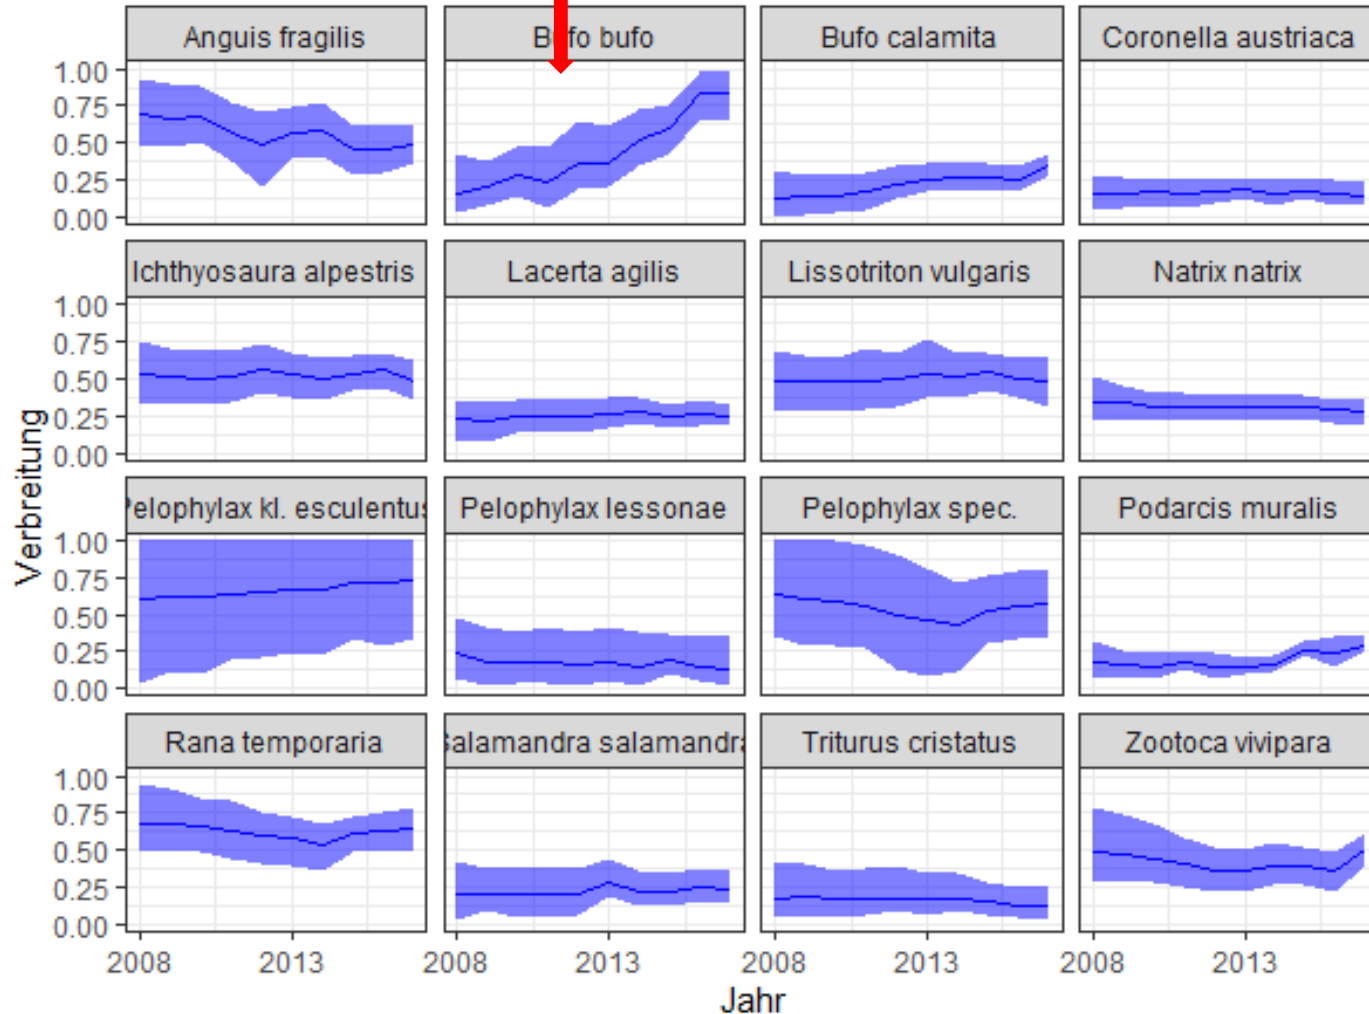 Anguis fragilis
Bufo bufo
Bufo calamita
Coronella austriaca
1.00
0.75
0.50
0.25
0.00
Ichthyosaura alpestris
Lacerta agilis
Lissotriton vulgaris
Natrix natrix
1.00
0.75
0.50
0.25
0.00
Verbreitung
Pelophylax kl. esculentus
Pelophylax lessonae
Pelophylax spec.
Podarcis muralis
1.00
0.75
0.50
0.25
0.00
Rana temporaria
Salamandra salamandra
Triturus cristatus
Zootoca vivipara
1.00
0.75
0.50
0.25
0.00
2008 2013 2008 2013 2008 2013 2008 2013
Jahr